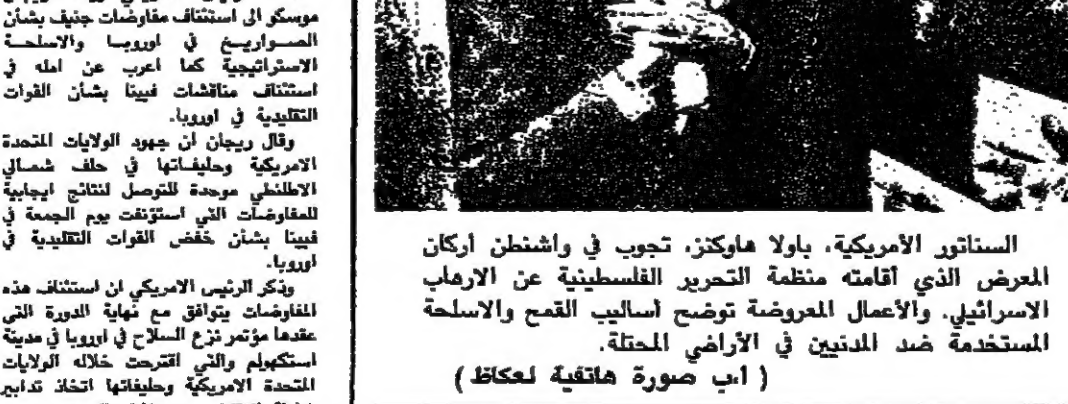 السناتور الأمريكية، باولا هاوكنز، تجوب في واشنطن أركان
المعرض الذي أقامته منظمة التحرير الفلسطينية عن الارهاب
الاسرائيلي. والأعمال المعروضة توضح أساليب القمع والاسلحة
المستخدمة ضد المدنيين في الأراضي المحتلة.
( أ.ب صورة هاتفية لعكاظ )
موسكو الى استئناف مفاوضات جنيف بشأن
الصواريخ في اوروبا والاسلحة
الاستراتيجية كما اعرب عن امله في
استئناف مناقشات فيينا بشأن القوات
التقليدية في اوروبا.
وقال ريجان ان جهود الولايات المتحدة
الامريكية وحليفاتها في حلف شمالي
الاطلنطي موحدة للتوصل لنتائج ايجابية
للمفاوضات التي استؤنفت يوم الجمعة في
فيينا بشأن خفض القوات التقليدية في
اوروبا.
وذكر الرئيس الامريكي ان استئناف هذه
المفاوضات يتوافق مع نهاية الدورة التي
عقدها مؤتمر نزع السلاح في اوروبا في مدينة
استكهولم والتي اقترحت خلاله الولايات
المتحدة الامريكية وحليفاتها اتخاذ تدابير